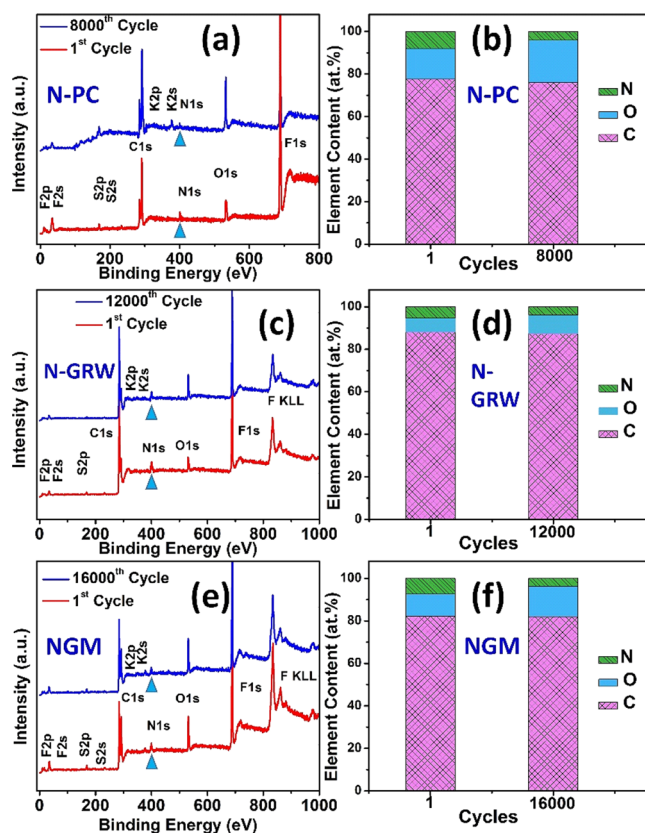 8000th Cycle
1st Cycle
(a)
N-PC
K2p
K2s
N1s
C1s
F1s
O1s
F2p
F2s
S2p
S2s
N1s
Intensity (a.u.)
0 200 400 600 800
Binding Energy (eV)
(b)
N-PC
N
O
C
Element Content (at.%)
100
80
60
40
20
0
1 8000
Cycles
12000th Cycle
1st Cycle
(c)
N-GRW
K2p
K2s
F KLL
C1s
N1s
O1s
F1s
F2p
F2s
S2p
Intensity (a.u.)
0 200 400 600 800 1000
Binding Energy (eV)
(d)
N-
GRW
N
O
C
Element Content (at.%)
100
80
60
40
20
0
1 12000
Cycles
16000th Cycle
1st Cycle
(e)
NGM
K2p
K2s
F KLL
C1s
O1s
F1s
N1s
F2p
F2s
S2p
S2s
Intensity (a.u.)
0 200 400 600 800 1000
Binding Energy (eV)
(f)
NGM
N
O
C
Element Content (at.%)
100
80
60
40
20
0
1 16000
Cycles